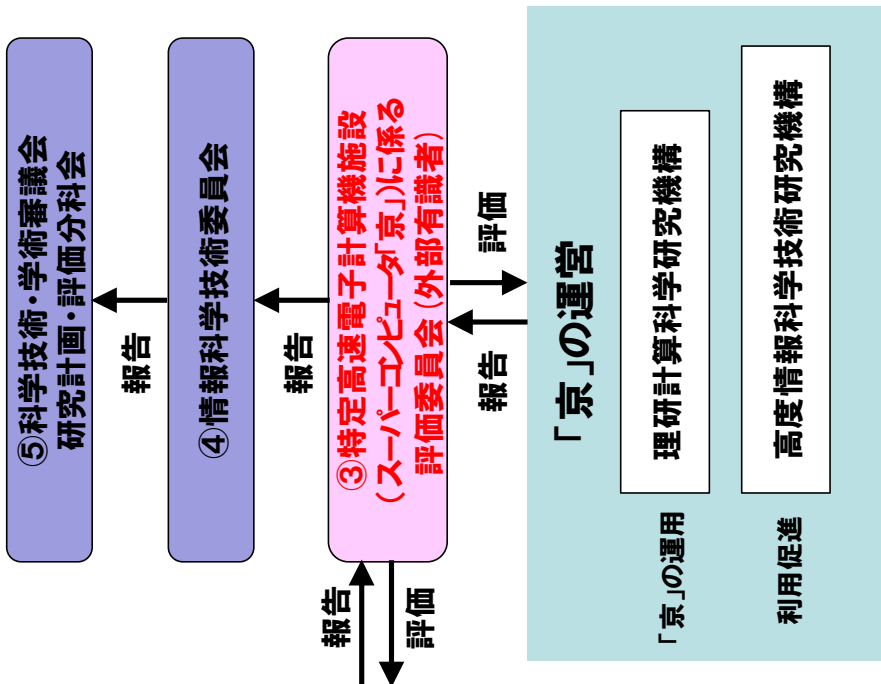 ⑤科学技術・学術審議会
研究計画・評価分科会
報告
④情報科学技術委員会
報告
③特定高速電子計算機施設
(スーパーコンピュータ「京」)に係る
評価委員会(外部有識者)
報告
評価
報告
評価
「京」の運営
「京」の運用
理研計算科学研究機構
利用促進
高度情報科学技術研究機構